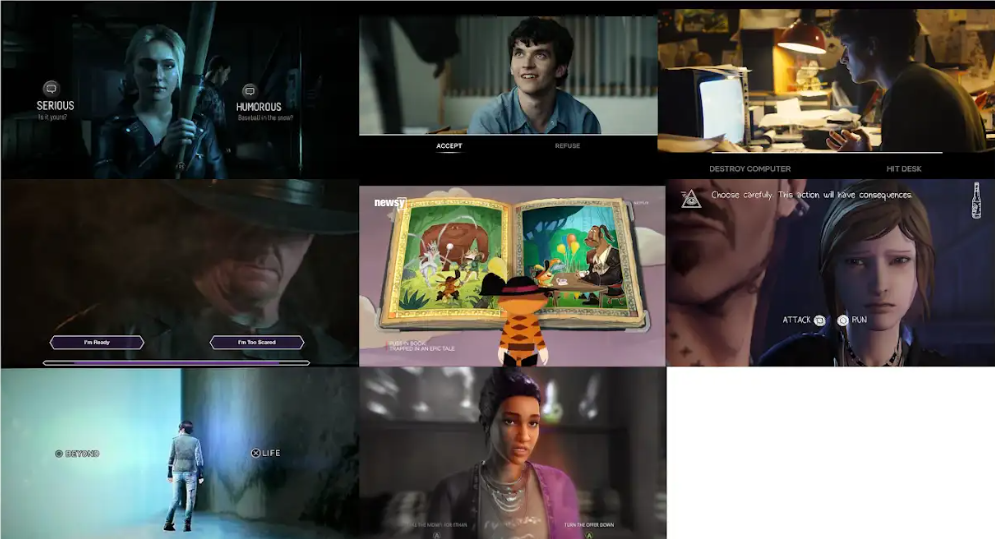 SERIOUS
Is it yours?
HUMOROUS
Baseball in the snow?
ACCEPT
REFUSE
DESTROY COMPUTER
HIT DESK
I'm Ready
I'm Too Scared
newsy
PUSS IN BOOK:
TRAPPED IN AN EPIC TALE
Choose carefully. This action will have consequences.
ATTACK
RUN
BEYOND
LIFE
TURN THE OFFER DOWN
A
A